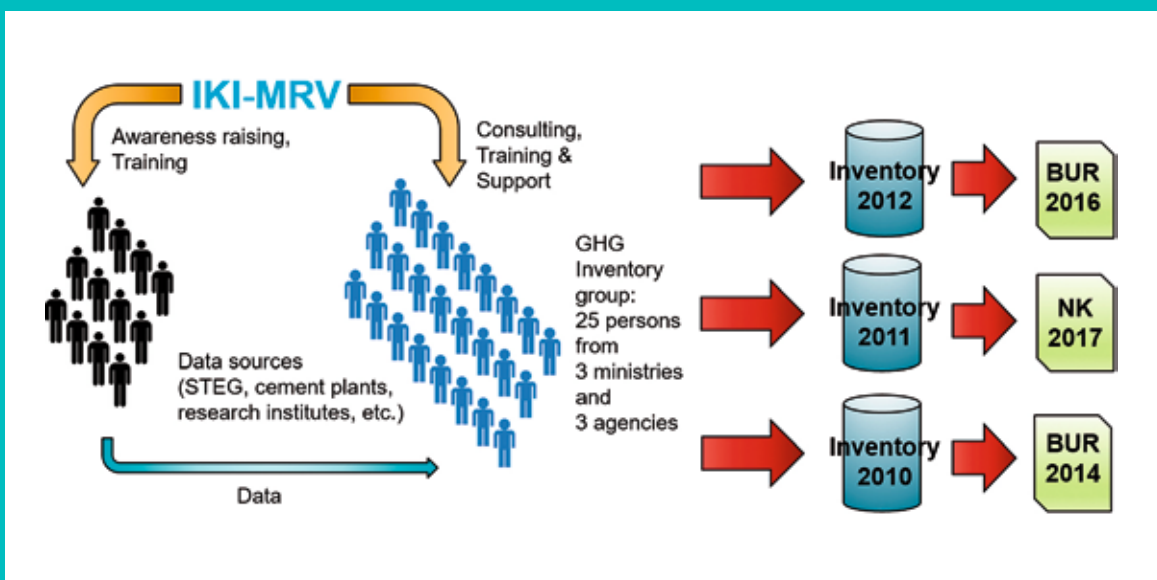 IKI-MRV
Awareness raising,
Training
Consulting,
Training &
Support
Data sources
(STEG, cement plants,
research institutes, etc.)
Data
GHG
Inventory
group:
25 persons
from
3 ministries
and
3 agencies
Inventory
2012
BUR
2016
Inventory
2011
NK
2017
Inventory
2010
BUR
2014